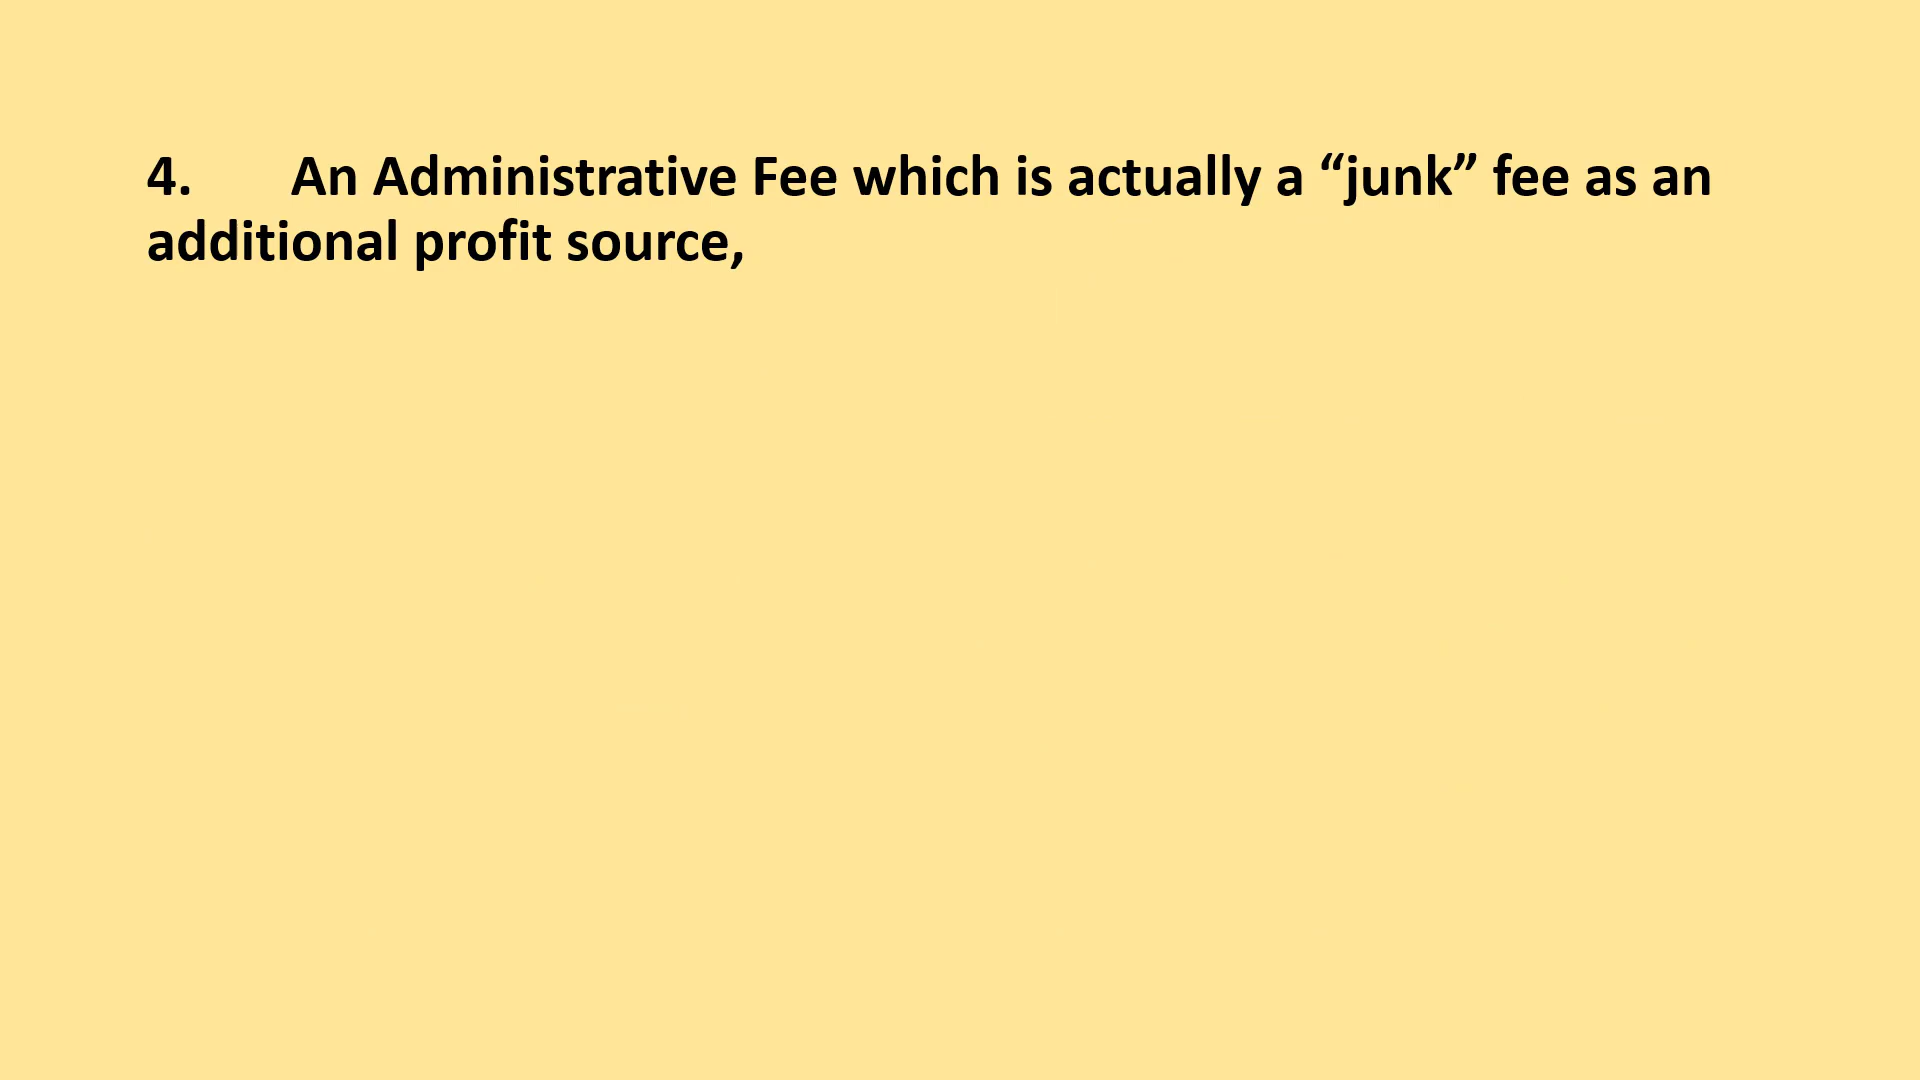 4. An Administrative Fee which is actually a “junk” fee as an
additional profit source,